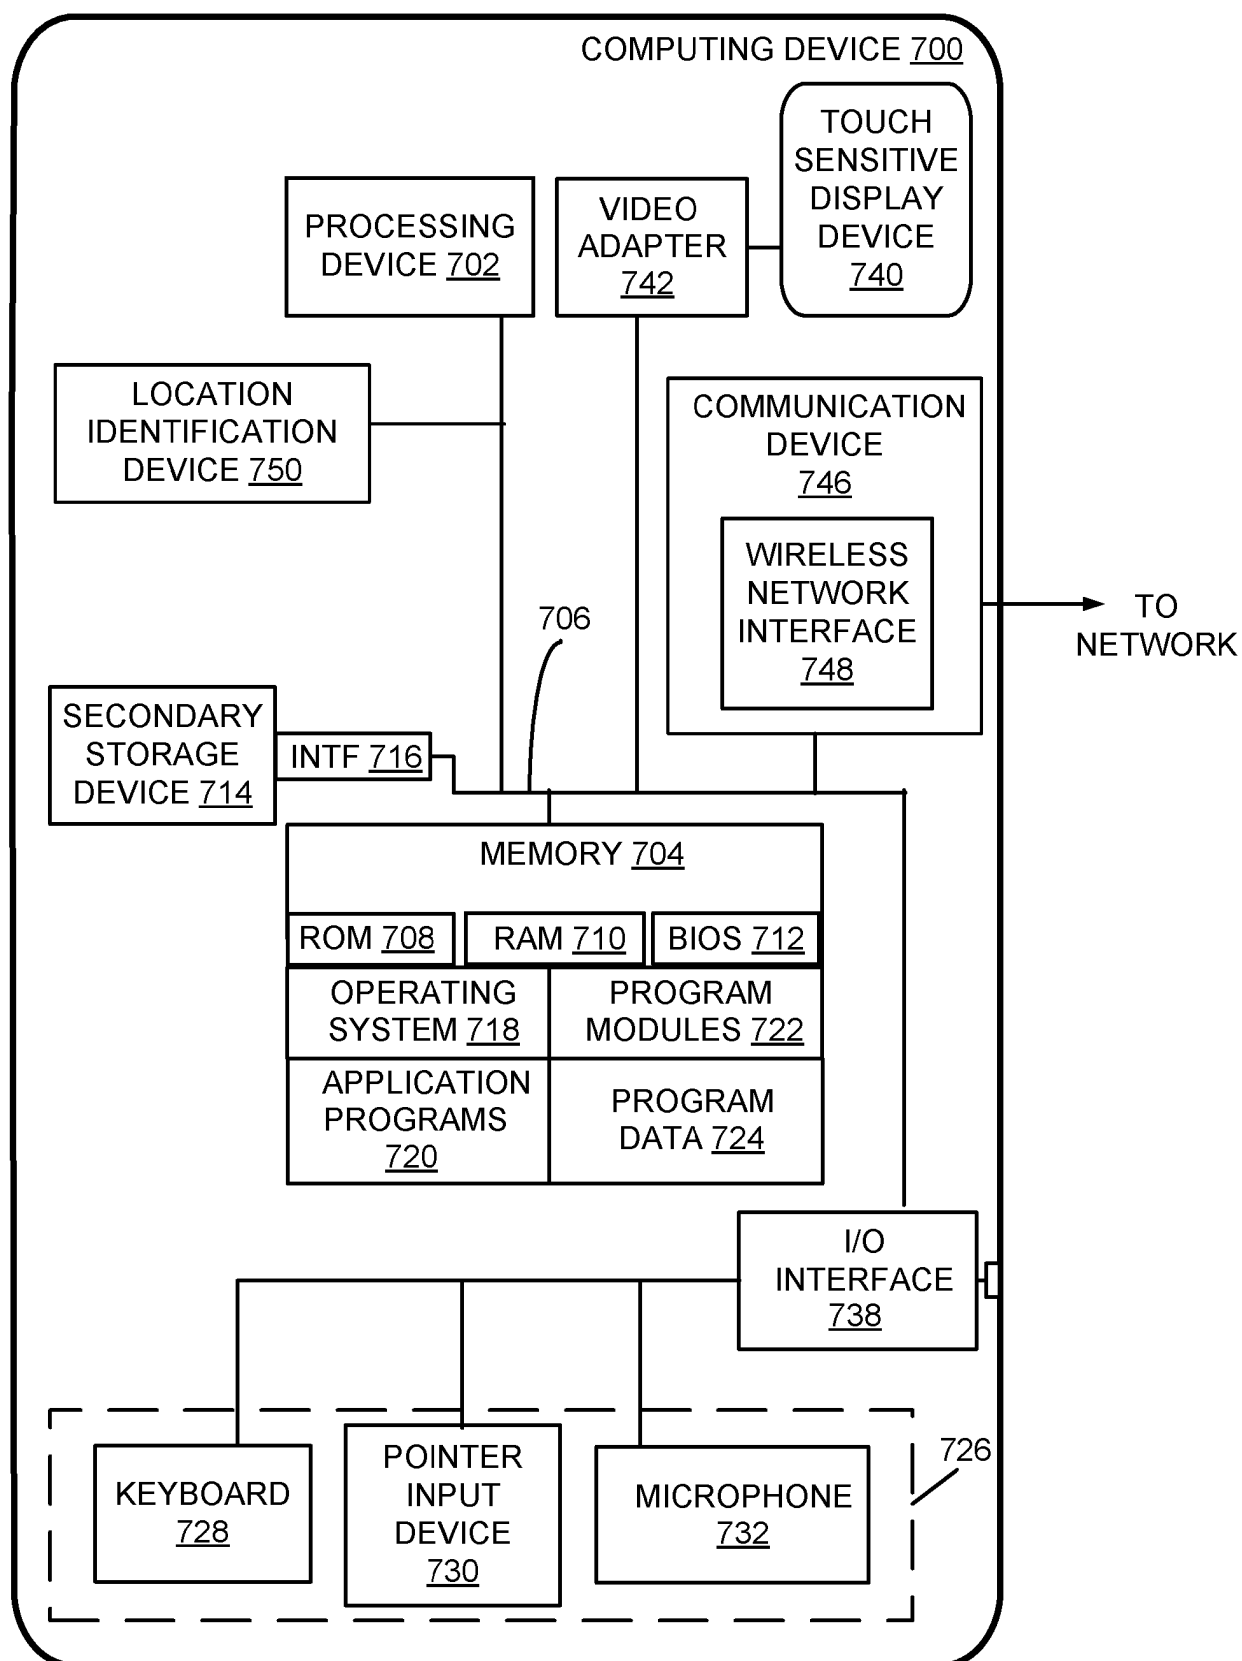 COMPUTING DEVICE 700
TOUCH
SENSITIVE
DISPLAY
DEVICE
740
PROCESSING
DEVICE 702
VIDEO
ADAPTER
742
LOCATION
IDENTIFICATION
DEVICE 750
COMMUNICATION
DEVICE
746
WIRELESS
NETWORK
INTERFACE
748
TO
NETWORK
706
SECONDARY
STORAGE
DEVICE 714
INTF 716
MEMORY 704
ROM 708
RAM 710
BIOS 712
OPERATING
SYSTEM 718
PROGRAM
MODULES 722
APPLICATION
PROGRAMS
720
PROGRAM
DATA 724
I/O
INTERFACE
738
726
KEYBOARD
728
POINTER
INPUT
DEVICE
730
MICROPHONE
732